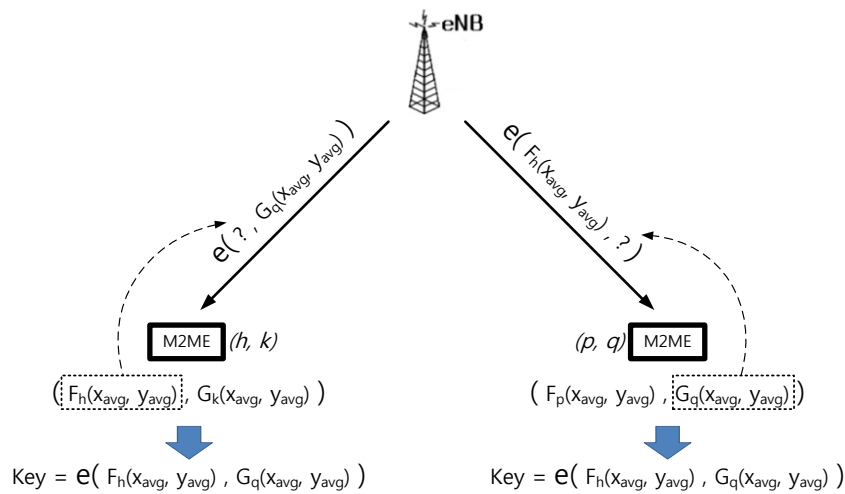 eNB
e( ? , Gq(xavg, yavg) )
e( Fh(xavg, yavg) , ? )
M2ME (h, k)
(p, q) M2ME
( Fh(xavg, yavg) , Gk(xavg, yavg) )
( Fp(xavg, yavg) , Gq(xavg, yavg) )
Key = e( Fh(xavg, yavg) , Gq(xavg, yavg) )
Key = e( Fh(xavg, yavg) , Gq(xavg, yavg) )